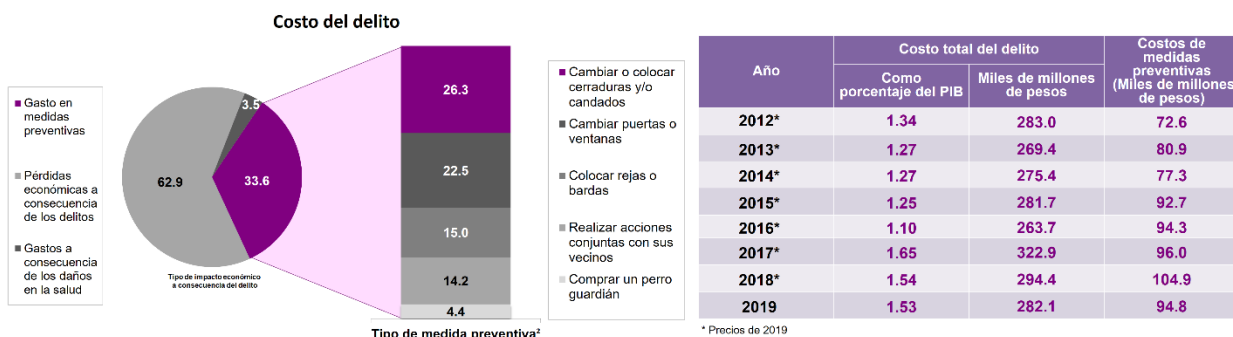 Costo del delito
Gasto en
medidas
preventivas
Pérdidas
económicas a
consecuencia
de los delitos
Gastos a
consecuencia
de los daños
en la salud
3.5
62.9
33.6
Tipo de impacto económico
a consecuencia del delito
26.3
22.5
15.0
14.2
4.4
Tipo de medida preventiva²
Cambiar o colocar
cerraduras y/o
candados
Cambiar puertas o
ventanas
Colocar rejas o
bardas
Realizar acciones
conjuntas con sus
vecinos
Comprar un perro
guardián
Año
Costo total del delito
Costos de
medidas
preventivas
(Miles de millones
de pesos)
Como
porcentaje del PIB
Miles de millones
de pesos
2012* 1.34 283.0 72.6
2013* 1.27 269.4 80.9
2014* 1.27 275.4 77.3
2015* 1.25 281.7 92.7
2016* 1.10 263.7 94.3
2017* 1.65 322.9 96.0
2018* 1.54 294.4 104.9
2019 1.53 282.1 94.8
* Precios de 2019